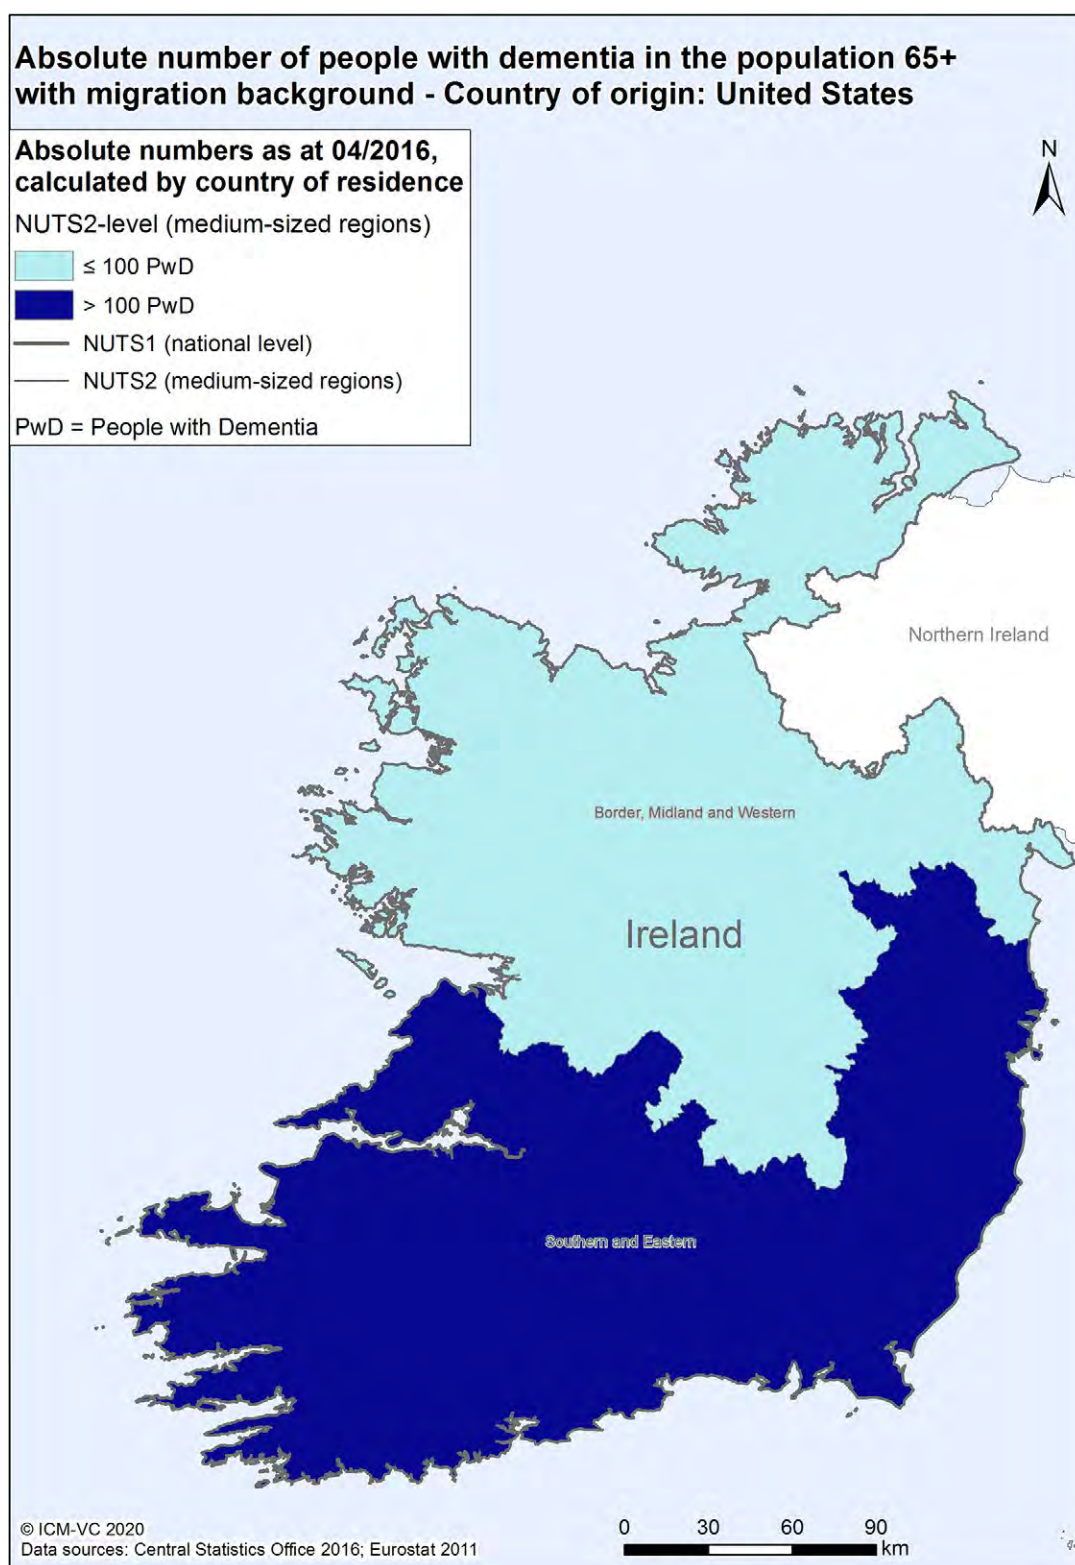 Absolute number of people with dementia in the population 65+
with migration background - Country of origin: United States
Absolute numbers as at 04/2016,
calculated by country of residence
NUTS2-level (medium-sized regions)
≤ 100 PwD
> 100 PwD
NUTS1 (national level)
NUTS2 (medium-sized regions)
PwD = People with Dementia
N
Northern Ireland
Border, Midland and Western
Ireland
Southern and Eastern
© ICM-VC 2020
Data sources: Central Statistics Office 2016; Eurostat 2011
0 30 60 90
km